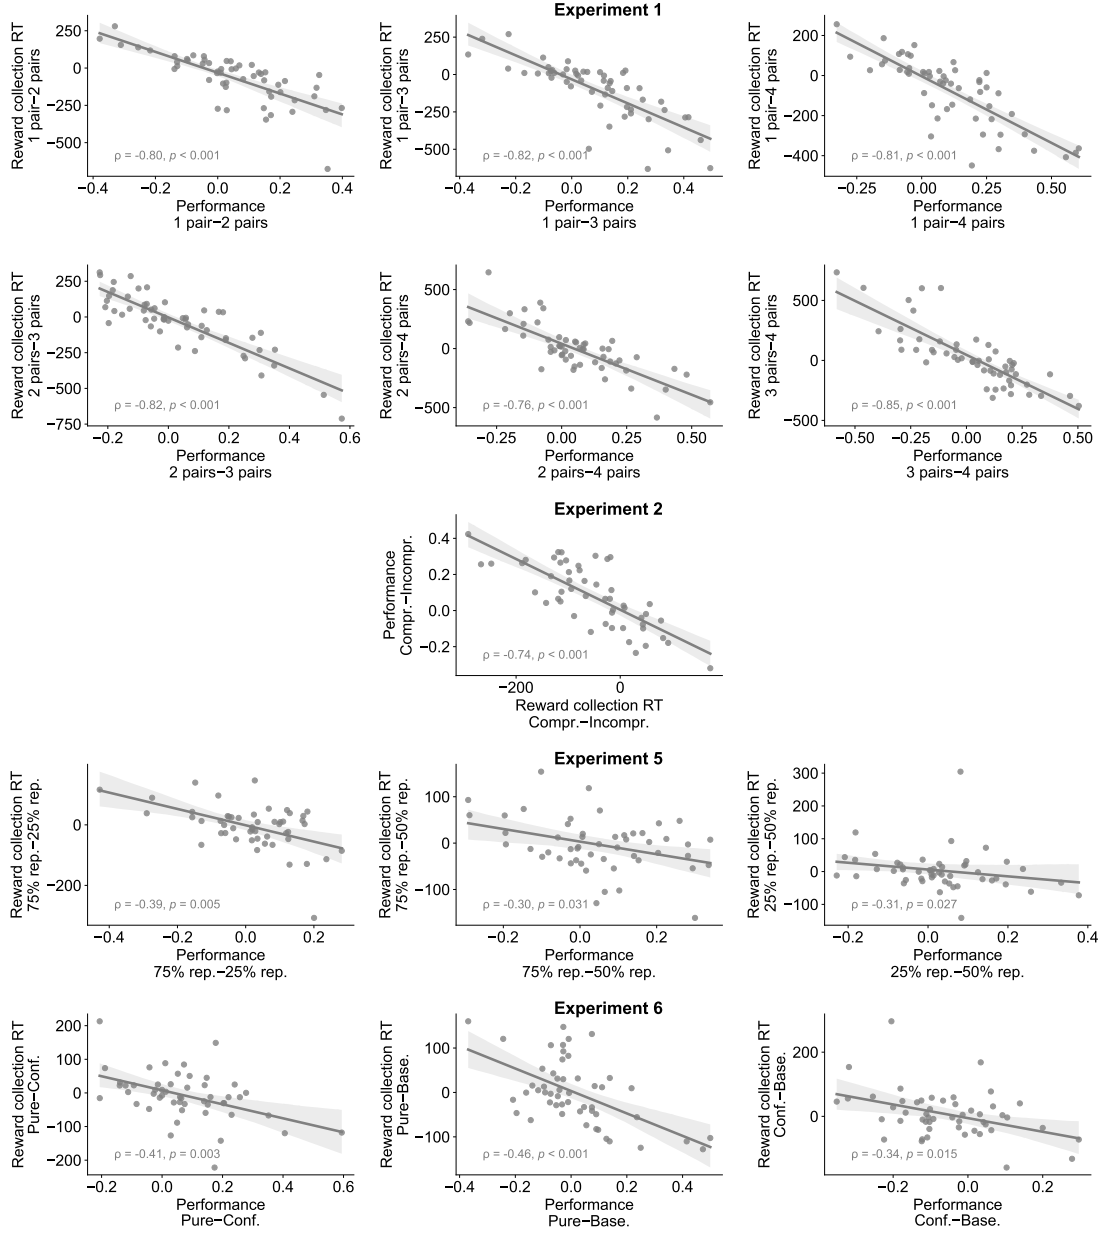 Experiment 1
Reward collection RT
1 pair−2 pairs
250
0
−250
−500
ρ = -0.80, p < 0.001
−0.4 −0.2 0.0 0.2 0.4
Performance
1 pair−2 pairs
Reward collection RT
1 pair−3 pairs
250
0
−250
−500
ρ = -0.82, p < 0.001
−0.4 −0.2 0.0 0.2 0.4
Performance
1 pair−3 pairs
Reward collection RT
1 pair−4 pairs
200
0
−200
−400
ρ = -0.81, p < 0.001
−0.25 0.00 0.25 0.50
Performance
1 pair−4 pairs
Reward collection RT
2 pairs−3 pairs
250
0
−250
−500
−750
ρ = -0.82, p < 0.001
−0.2 0.0 0.2 0.4 0.6
Performance
2 pairs−3 pairs
Reward collection RT
2 pairs−4 pairs
500
0
−500
ρ = -0.76, p < 0.001
−0.25 0.00 0.25 0.50
Performance
2 pairs−4 pairs
Reward collection RT
3 pairs−4 pairs
500
0
−500
ρ = -0.85, p < 0.001
−0.50 −0.25 0.00 0.25 0.50
Performance
3 pairs−4 pairs
Experiment 2
Performance
Compr.−Incompr.
0.4
0.2
0.0
−0.2
ρ = -0.74, p < 0.001
−200 0
Reward collection RT
Compr.−Incompr.
Experiment 5
Reward collection RT
75% rep.−25% rep.
0
−200
ρ = -0.39, p = 0.005
−0.4 −0.2 0.0 0.2
Performance
75% rep.−25% rep.
Reward collection RT
75% rep.−50% rep.
100
0
−100
ρ = -0.30, p = 0.031
−0.2 0.0 0.2
Performance
75% rep.−50% rep.
Reward collection RT
25% rep.−50% rep.
300
200
100
0
−100
ρ = -0.31, p = 0.027
−0.2 0.0 0.2 0.4
Performance
25% rep.−50% rep.
Experiment 6
Reward collection RT
Pure−Conf.
200
100
0
−100
−200
ρ = -0.41, p = 0.003
−0.2 0.0 0.2 0.4 0.6
Performance
Pure−Conf.
Reward collection RT
Pure−Base.
100
0
−100
ρ = -0.46, p < 0.001
−0.4 −0.2 0.0 0.2 0.4
Performance
Pure−Base.
Reward collection RT
Conf.−Base.
200
0
ρ = -0.34, p = 0.015
−0.2 0.0 0.2
Performance
Conf.−Base.